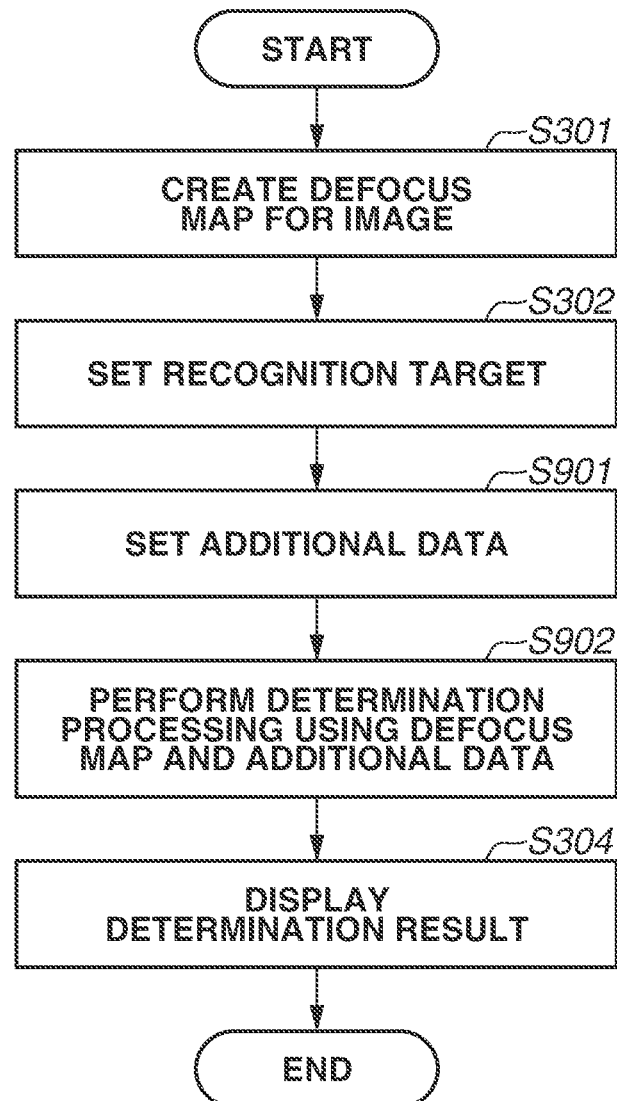 START
S301
CREATE DEFOCUS
MAP FOR IMAGE
S302
SET RECOGNITION TARGET
S901
SET ADDITIONAL DATA
S902
PERFORM DETERMINATION
PROCESSING USING DEFOCUS
MAP AND ADDITIONAL DATA
S304
DISPLAY
DETERMINATION RESULT
END